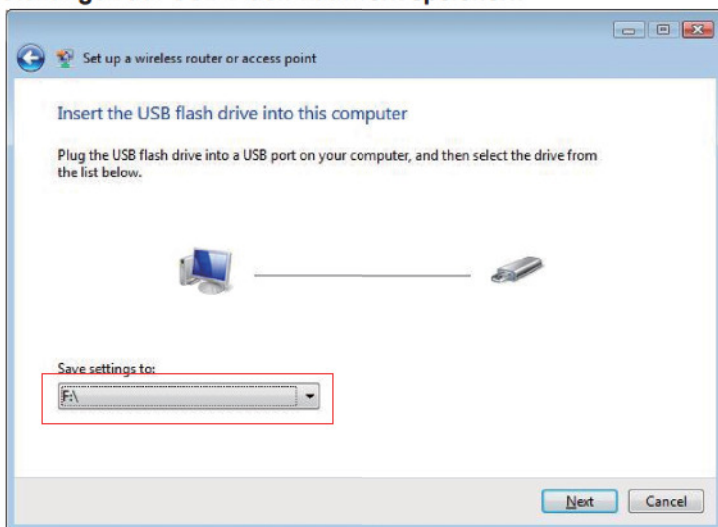 Set up a wireless router or access point
Insert the USB flash drive into this computer
Plug the USB flash drive into a USB port on your computer, and then select the drive from
the list below.
Save settings to:
F:\
Next Cancel